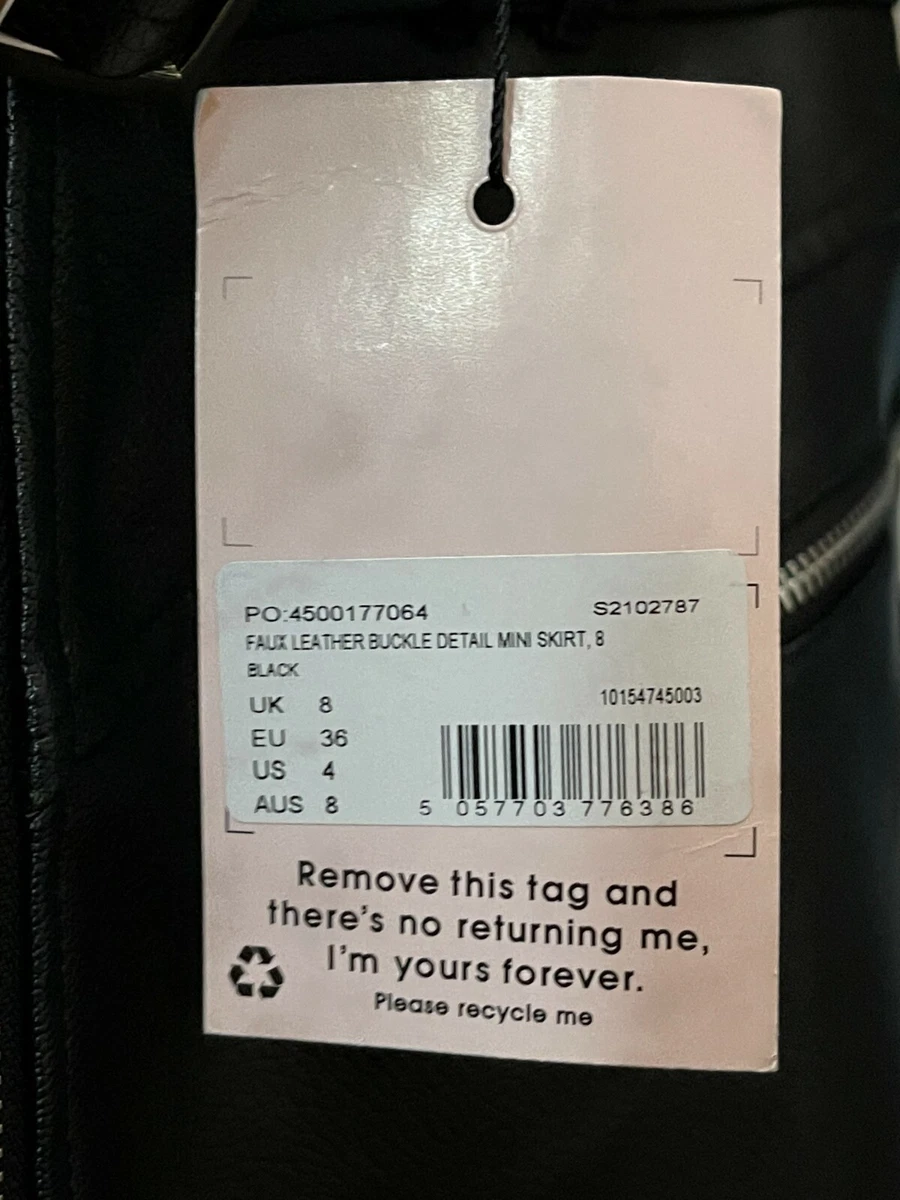 PO:4500177064 S2102787
FAUX LEATHER BUCKLE DETAIL MINI SKIRT, 8
BLACK
10154745003
UK 8
EU 36
US 4
AUS 8
5 057703 776386
Remove this tag and
there's no returning me,
I'm yours forever.
Please recycle me